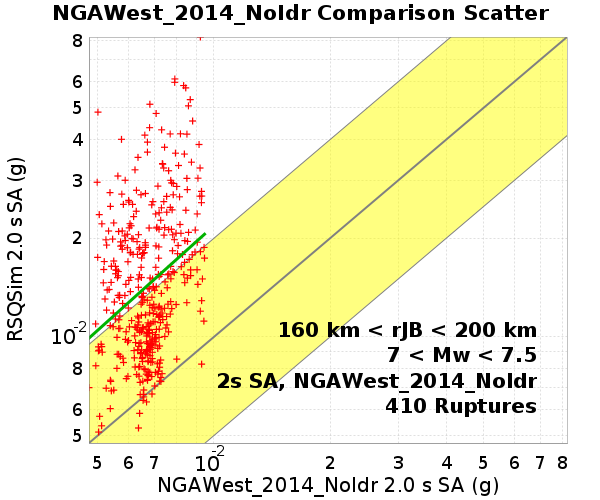 NGAWest_2014_NoIdr Comparison Scatter
8
6
5
4
3
2
10-2
8
6
5
RSQSim 2.0 s SA (g)
160 km < rJB < 200 km
7 < Mw < 7.5
2s SA, NGAWest_2014_NoIdr
410 Ruptures
5 6 7 10-2 2 3 4 5 6 7 8
NGAWest_2014_NoIdr 2.0 s SA (g)